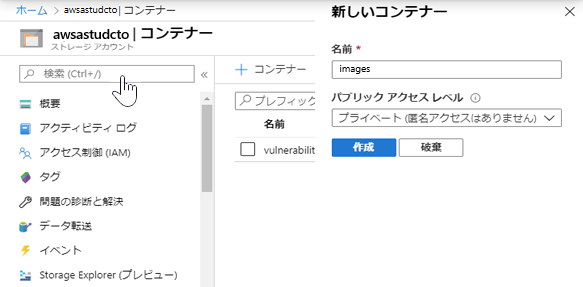 ホーム > awsastudcto | コンテナー
awsastudcto | コンテナー
ストレージ アカウント
検索 (Ctrl+/)
概要
アクティビティ ログ
アクセス制御 (IAM)
タグ
問題の診断と解決
データ転送
イベント
Storage Explorer (プレビュー)
+ コンテナー
プレフィック
名前
vulnerabilit
新しいコンテナー
名前 *
images
パブリック アクセス レベル
プライベート (匿名アクセスはありません)
作成
破棄